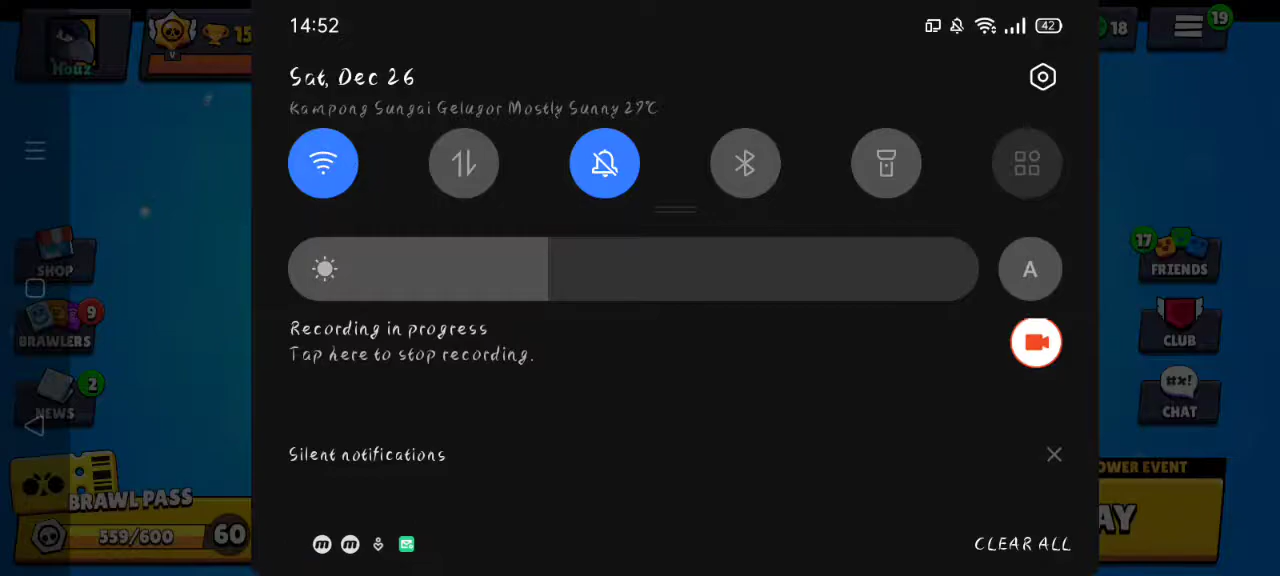 14:52
42
Sat, Dec 26
Kampong Sungai Gelugor Mostly Sunny 29°C
A
Recording in progress
Tap here to stop recording.
Silent notifications
CLEAR ALL
Houz
15
18
19
SHOP
9
BRAWLERS
2
NEWS
BRAWL PASS
559/600
60
17
FRIENDS
CLUB
#x!
CHAT
OWER EVENT
AY